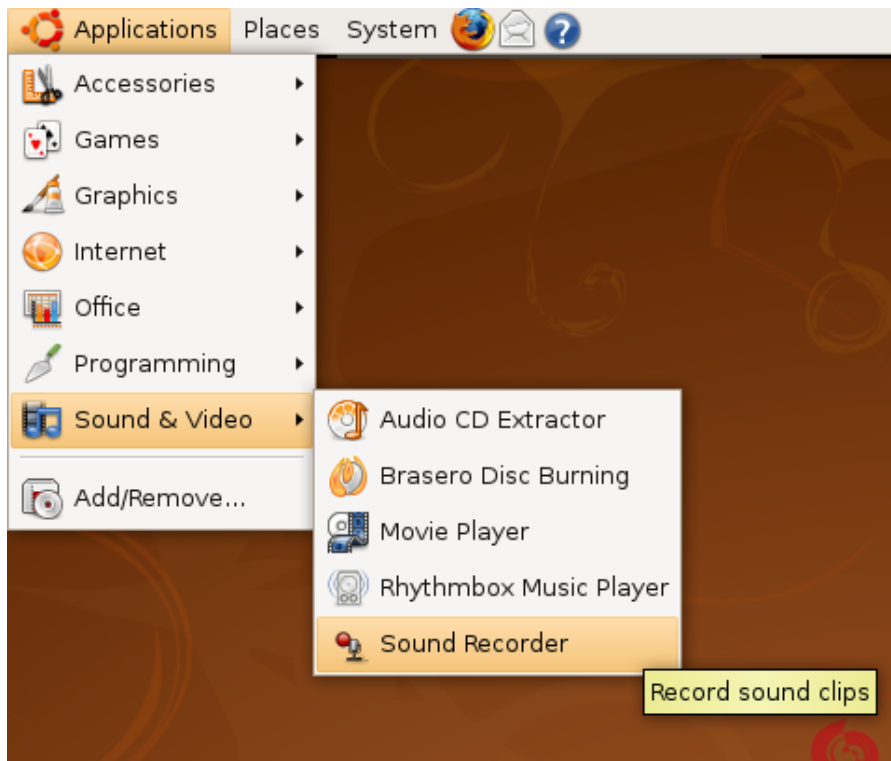 Applications Places System
Accessories
Games
Graphics
Internet
Office
Programming
Sound & Video
Add/Remove...
Audio CD Extractor
Brasero Disc Burning
Movie Player
Rhythmbox Music Player
Sound Recorder
Record sound clips